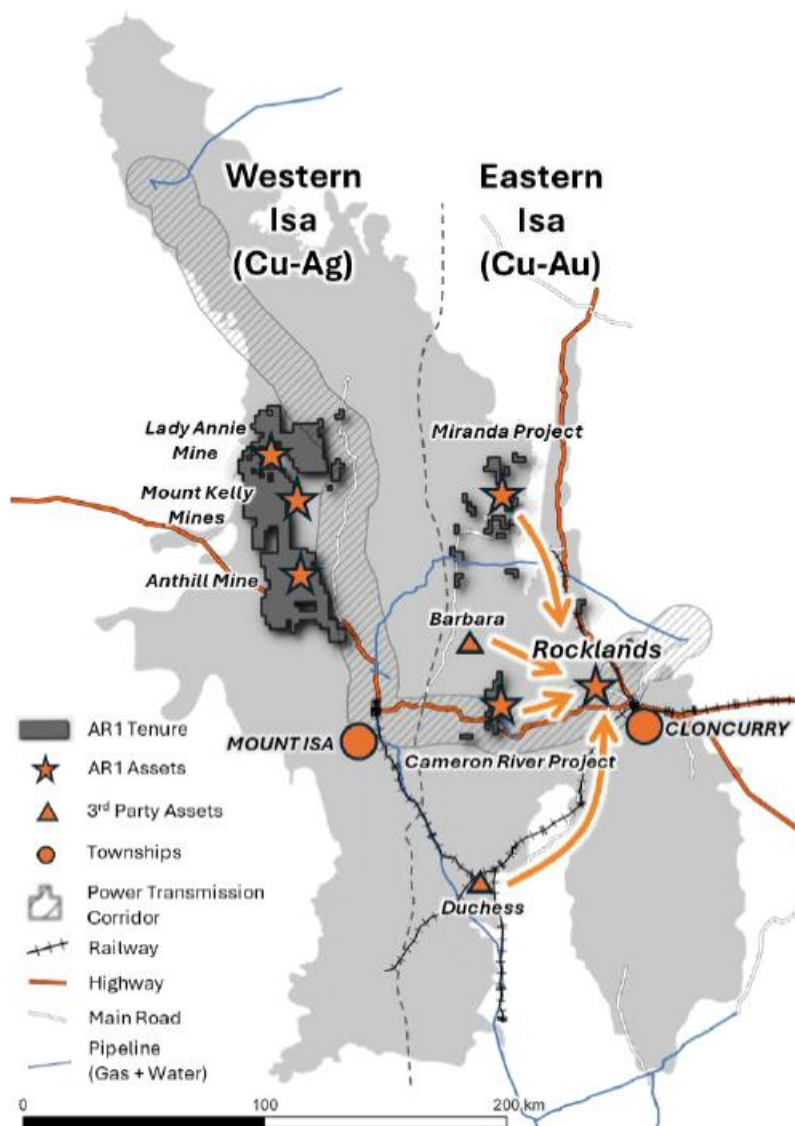 Western
Isa
(Cu-Ag)
Eastern
Isa
(Cu-Au)
Lady Annie
Mine
Mount Kelly
Mines
Anthill Mine
Miranda Project
Barbara
Rocklands
MOUNT ISA
CLONCURRY
Cameron River Project
Duchess
AR1 Tenure
AR1 Assets
3rd Party Assets
Townships
Power Transmission
Corridor
Railway
Highway
Main Road
Pipeline
(Gas + Water)
0 100 200 km